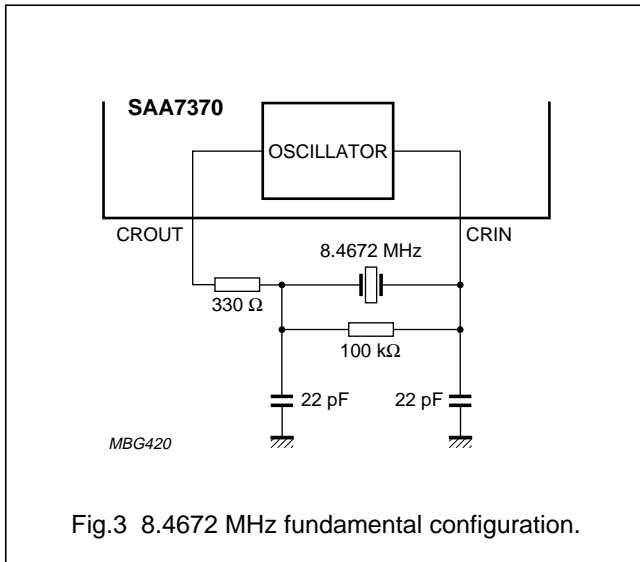 SAA7370
OSCILLATOR
CROUT
CRIN
8.4672 MHz
330 Ω
100 kΩ
22 pF
22 pF
MBG420
Fig.3 8.4672 MHz fundamental configuration.